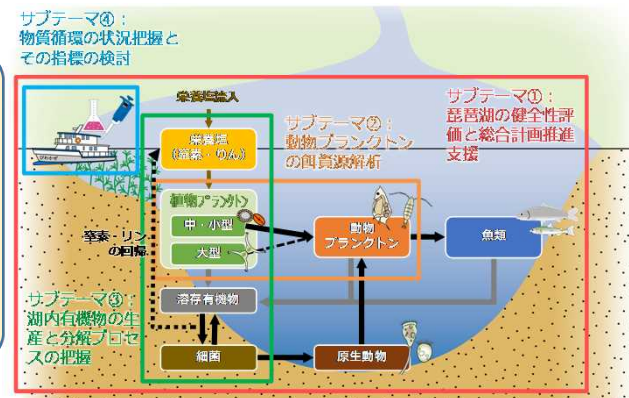 サブテーマ④：
物質循環の状況把握と
その指標の検討
サブテーマ①：
琵琶湖の健全性評
価と総合計画推進
支援
栄養塩流入
栄養塩
(窒素・りん)
サブテーマ②：
動物プランクトン
の餌資源解析
植物プランクトン
中・小型
大型
動物
プランクトン
魚類
窒素・リン
の回帰
溶存有機物
サブテーマ③：
湖内有機物の生
産と分解プロセ
スの把握
細菌
原生動物